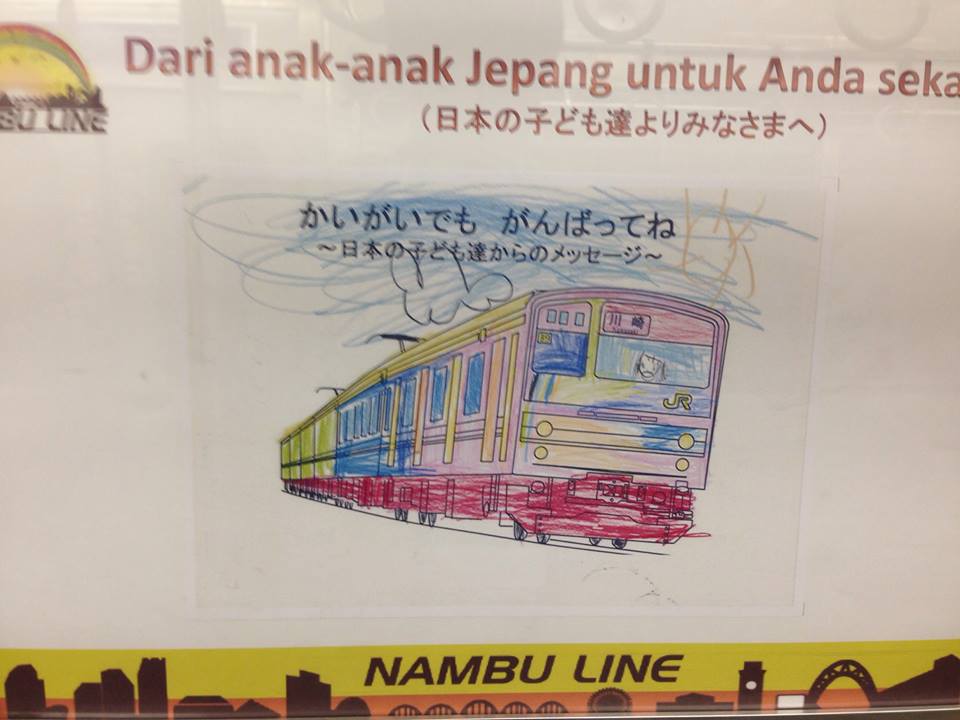 Dari anak-anak Jepang untuk Anda seka
(日本の子ども達よりみなさまへ)
BU LINE
かいがいでも がんばってね
~日本の子ども達からのメッセージ~
川崎
JR
NAMBU LINE